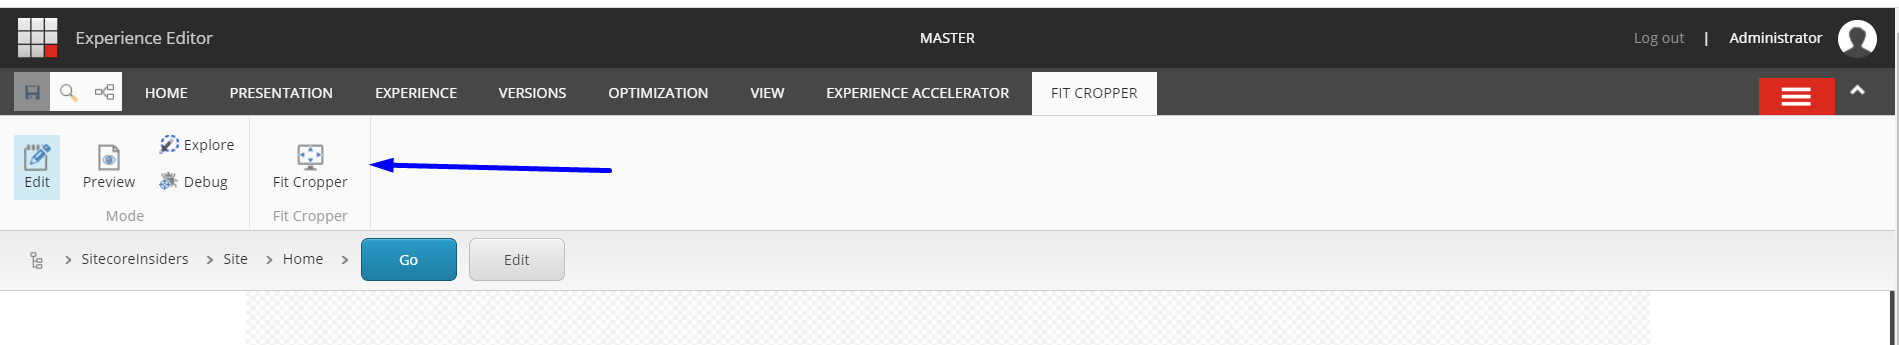 Experience Editor
MASTER
Log out | Administrator
HOME PRESENTATION EXPERIENCE VERSIONS OPTIMIZATION VIEW EXPERIENCE ACCELERATOR FIT CROPPER
Edit
Preview
Explore
Debug
Mode
Fit Cropper
Fit Cropper
SitecoreInsiders > Site > Home >
Go
Edit